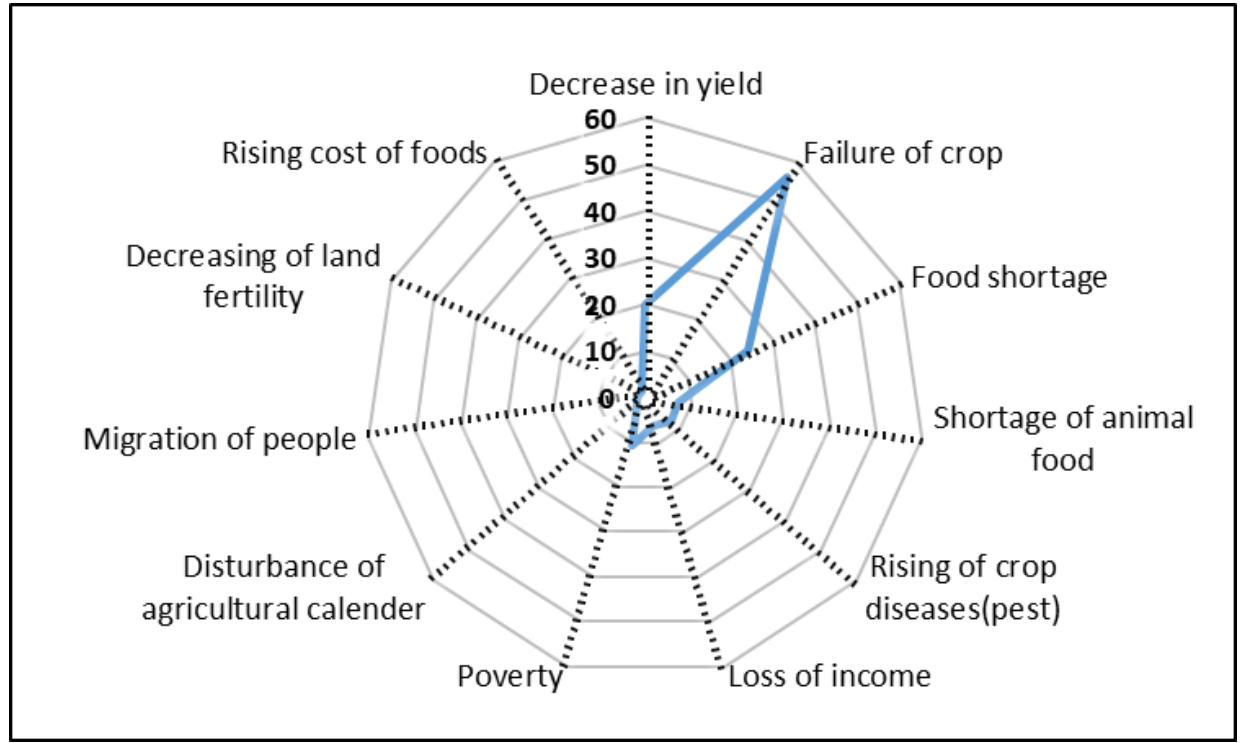 Decrease in yield
60
Rising cost of foods
Failure of crop
50
40
Decreasing of land
fertility
Food shortage
30
20
10
0
Migration of people
Shortage of animal
food
Disturbance of
agricultural calender
Rising of crop
diseases(pest)
Poverty
Loss of income